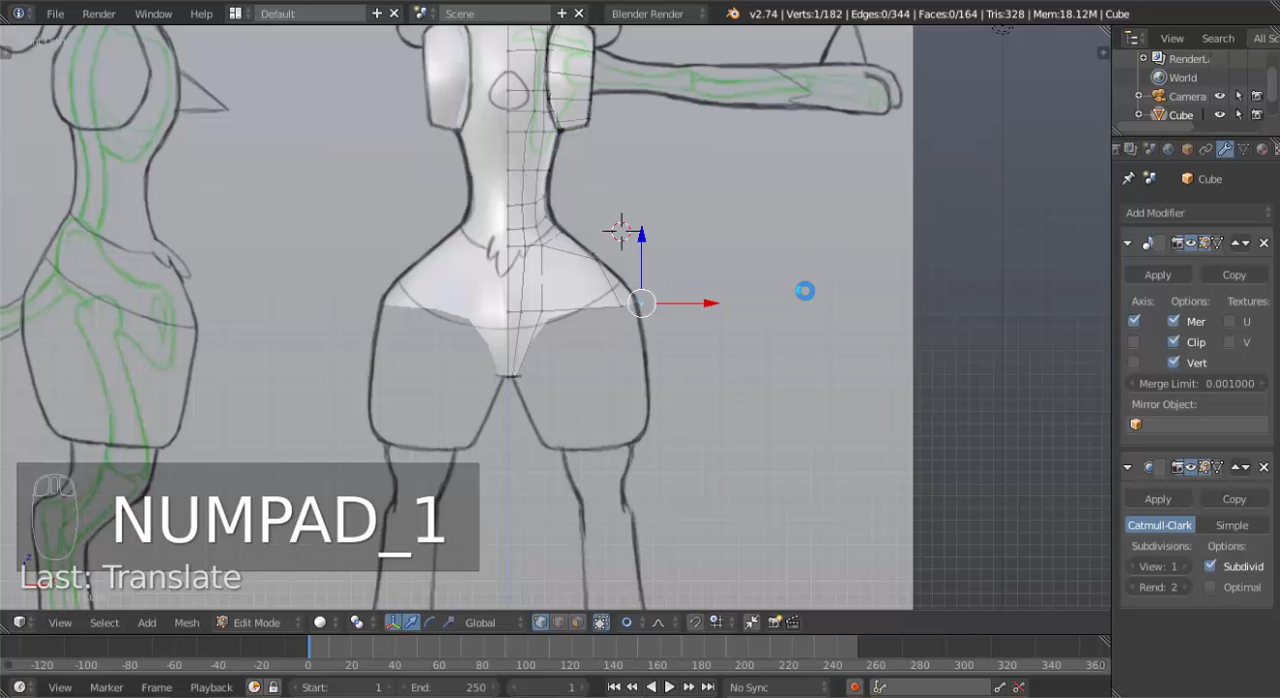 File Render Window Help Default Scene Blender Render v2.74 | Verts:1/182 | Edges:0/344 | Faces:0/164 | Tris:328 | Mem:18.12M | Cube
View Search All Sc
RenderL
World
Camera
Cube
Cube
Add Modifier
Apply Copy
Axis: Options: Textures:
Mer U
Clip V
Vert
Merge Limit: 0.001000
Mirror Object:
Apply Copy
Catmull-Clark Simple
Subdivisions: Options:
View: 1 Subdivid
Rend: 2 Optimal
NUMPAD_1
Last: Translate
View Select Add Mesh Edit Mode Global
-120 -100 -80 -60 -40 -20 0 20 40 60 80 100 120 140 160 180 200 220 240 260 280 300 320 340 360
View Marker Frame Playback Start: 1 End: 250 1 No Sync